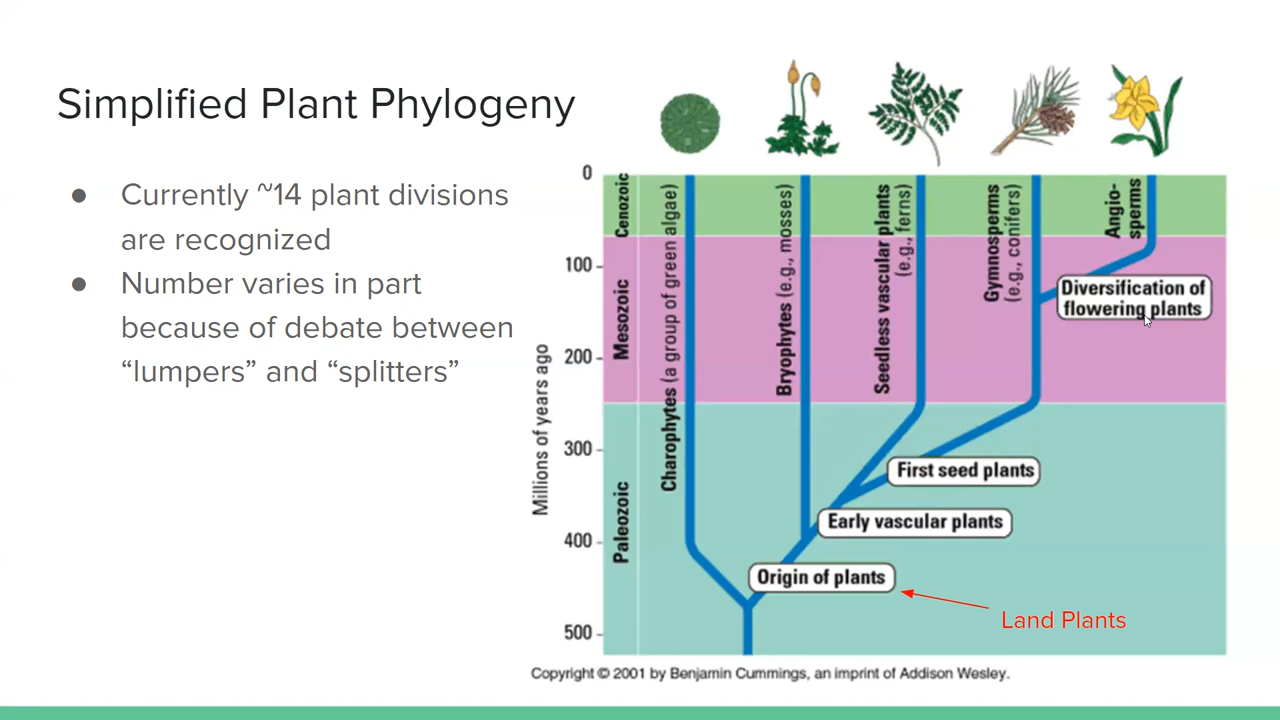 Simplified Plant Phylogeny
● Currently ~14 plant divisions
are recognized
● Number varies in part
because of debate between
“lumpers” and “splitters”
Millions of years ago
0
100
200
300
400
500
Cenozoic
Mesozoic
Paleozoic
Charophytes (a group of green algae)
Bryophytes (e.g., mosses)
Seedless vascular plants
(e.g., ferns)
Gymnosperms
(e.g., conifers)
Angio-
sperms
Diversification of
flowering plants
First seed plants
Early vascular plants
Origin of plants
Land Plants
Copyright © 2001 by Benjamin Cummings, an imprint of Addison Wesley.